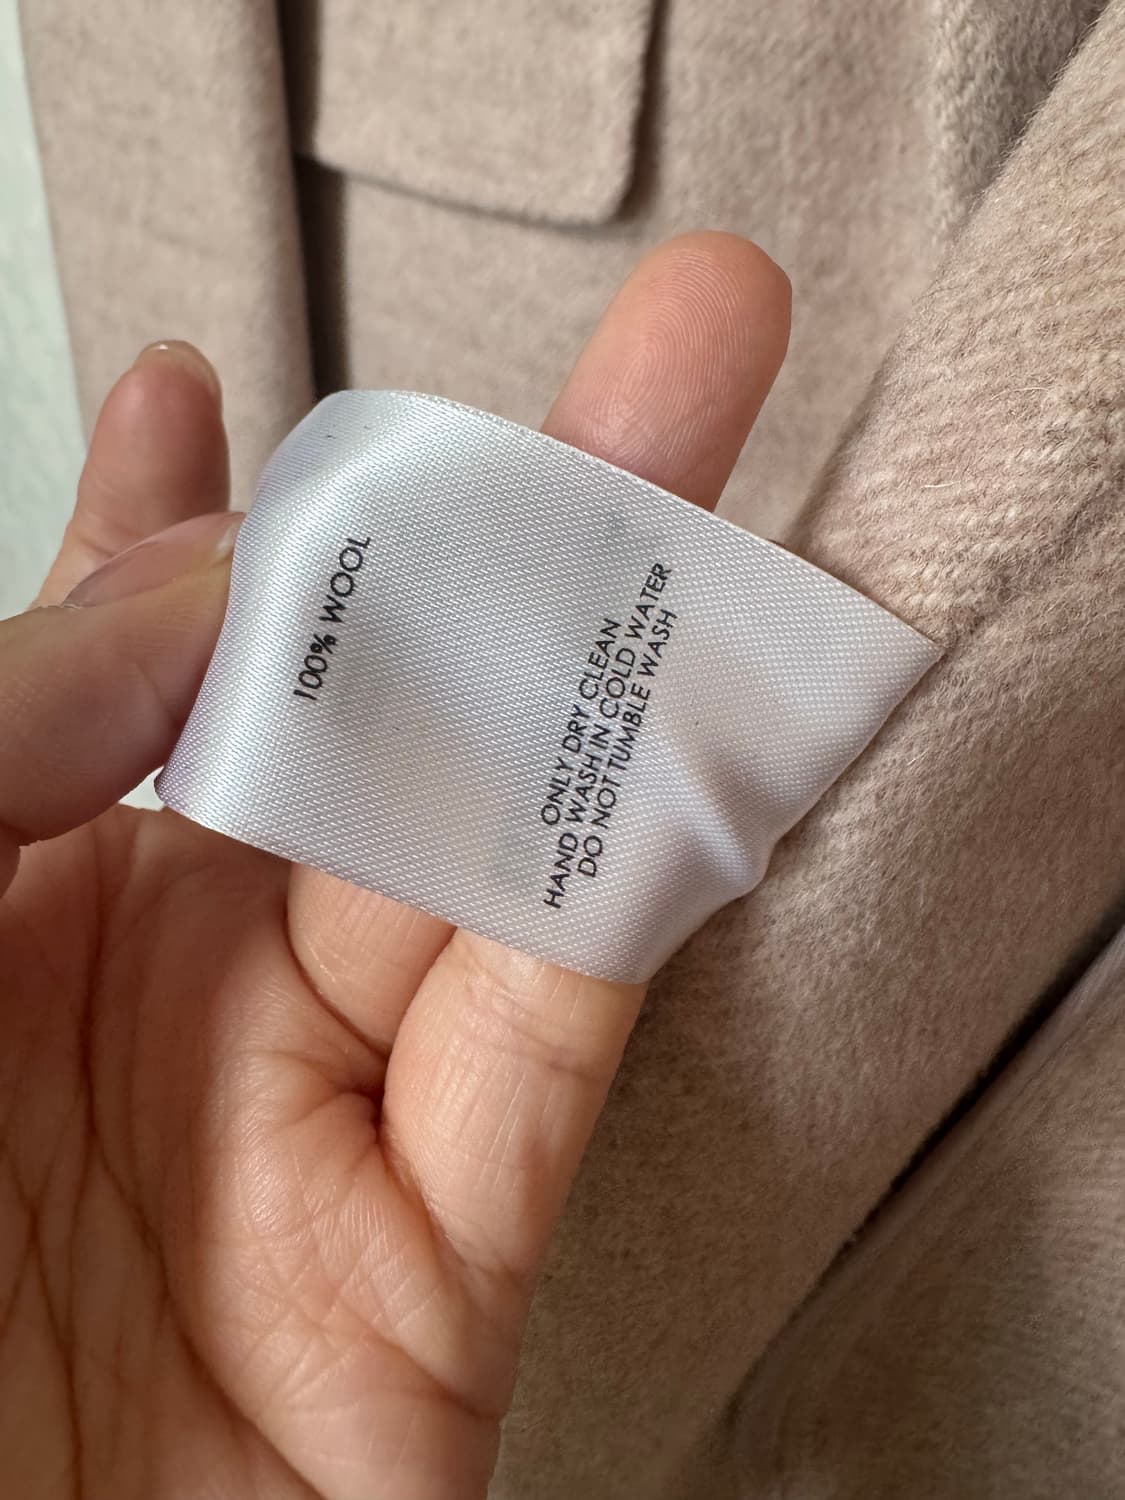 100% WOOL
ONLY DRY CLEAN
HAND WASH IN COLD WATER
DO NOT TUMBLE WASH